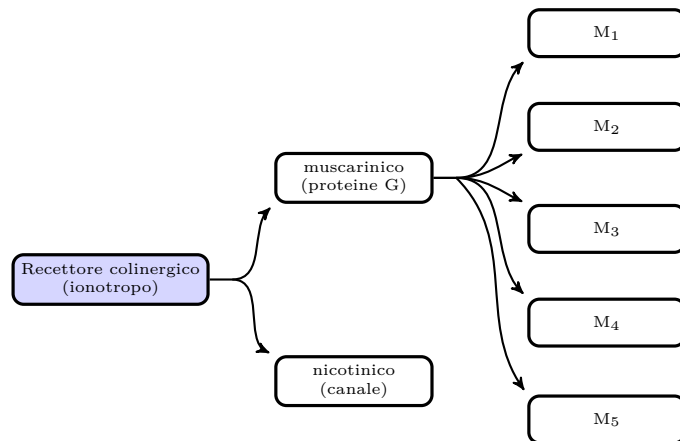 Recettore colinergico
(ionotropo)
muscarinico
(proteine G)
nicotinico
(canale)
M₁
M₂
M₃
M₄
M₅